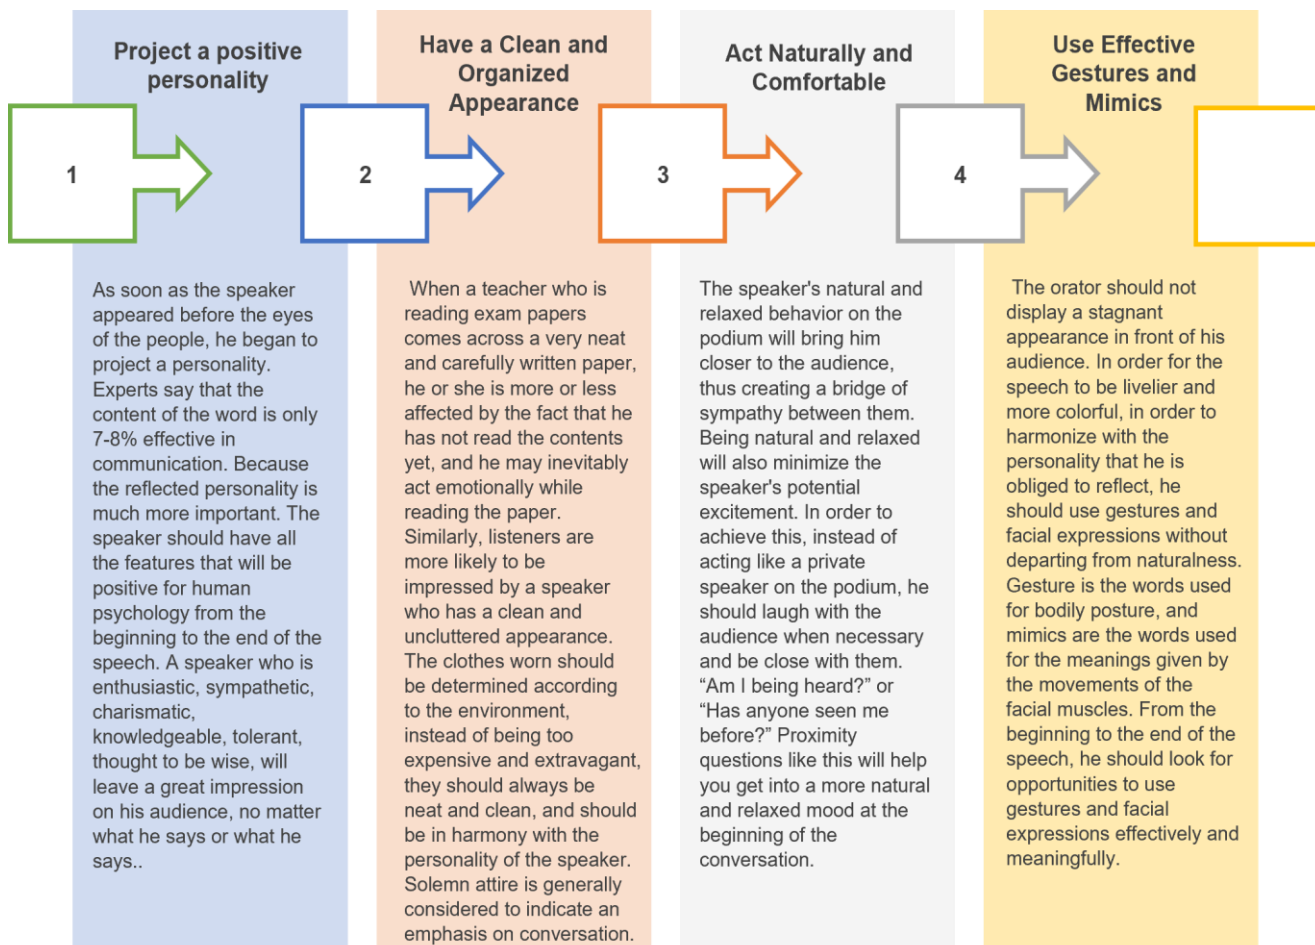 Project a positive
personality
1
As soon as the speaker
appeared before the eyes
of the people, he began to
project a personality.
Experts say that the
content of the word is only
7-8% effective in
communication. Because
the reflected personality is
much more important. The
speaker should have all
the features that will be
positive for human
psychology from the
beginning to the end of the
speech. A speaker who is
enthusiastic, sympathetic,
charismatic,
knowledgeable, tolerant,
thought to be wise, will
leave a great impression
on his audience, no matter
what he says or what he
says..
Have a Clean and
Organized
Appearance
2
When a teacher who is
reading exam papers
comes across a very neat
and carefully written paper,
he or she is more or less
affected by the fact that he
has not read the contents
yet, and he may inevitably
act emotionally while
reading the paper.
Similarly, listeners are
more likely to be
impressed by a speaker
who has a clean and
uncluttered appearance.
The clothes worn should
be determined according
to the environment,
instead of being too
expensive and extravagant,
they should always be
neat and clean, and should
be in harmony with the
personality of the speaker.
Solemn attire is generally
considered to indicate an
emphasis on conversation.
Act Naturally and
Comfortable
3
The speaker's natural and
relaxed behavior on the
podium will bring him
closer to the audience,
thus creating a bridge of
sympathy between them.
Being natural and relaxed
will also minimize the
speaker's potential
excitement. In order to
achieve this, instead of
acting like a private
speaker on the podium, he
should laugh with the
audience when necessary
and be close with them.
“Am I being heard?” or
“Has anyone seen me
before?” Proximity
questions like this will help
you get into a more natural
and relaxed mood at the
beginning of the
conversation.
Use Effective
Gestures and
Mimics
4
The orator should not
display a stagnant
appearance in front of his
audience. In order for the
speech to be livelier and
more colorful, in order to
harmonize with the
personality that he is
obliged to reflect, he
should use gestures and
facial expressions without
departing from naturalness.
Gesture is the words used
for bodily posture, and
mimics are the words used
for the meanings given by
the movements of the
facial muscles. From the
beginning to the end of the
speech, he should look for
opportunities to use
gestures and facial
expressions effectively and
meaningfully.